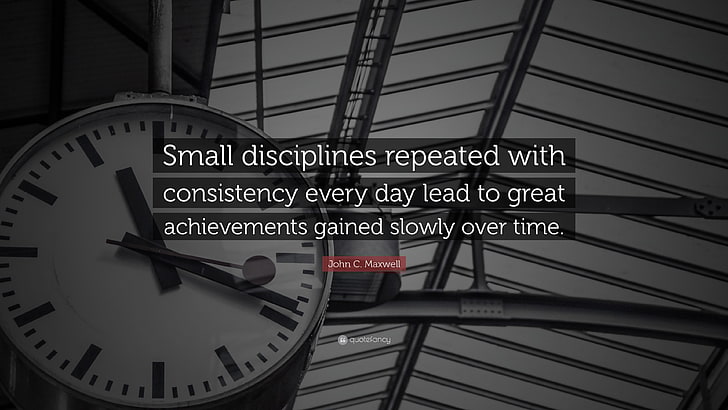 Small disciplines repeated with
consistency every day lead to great
achievements gained slowly over time.
John C. Maxwell
quotefancy